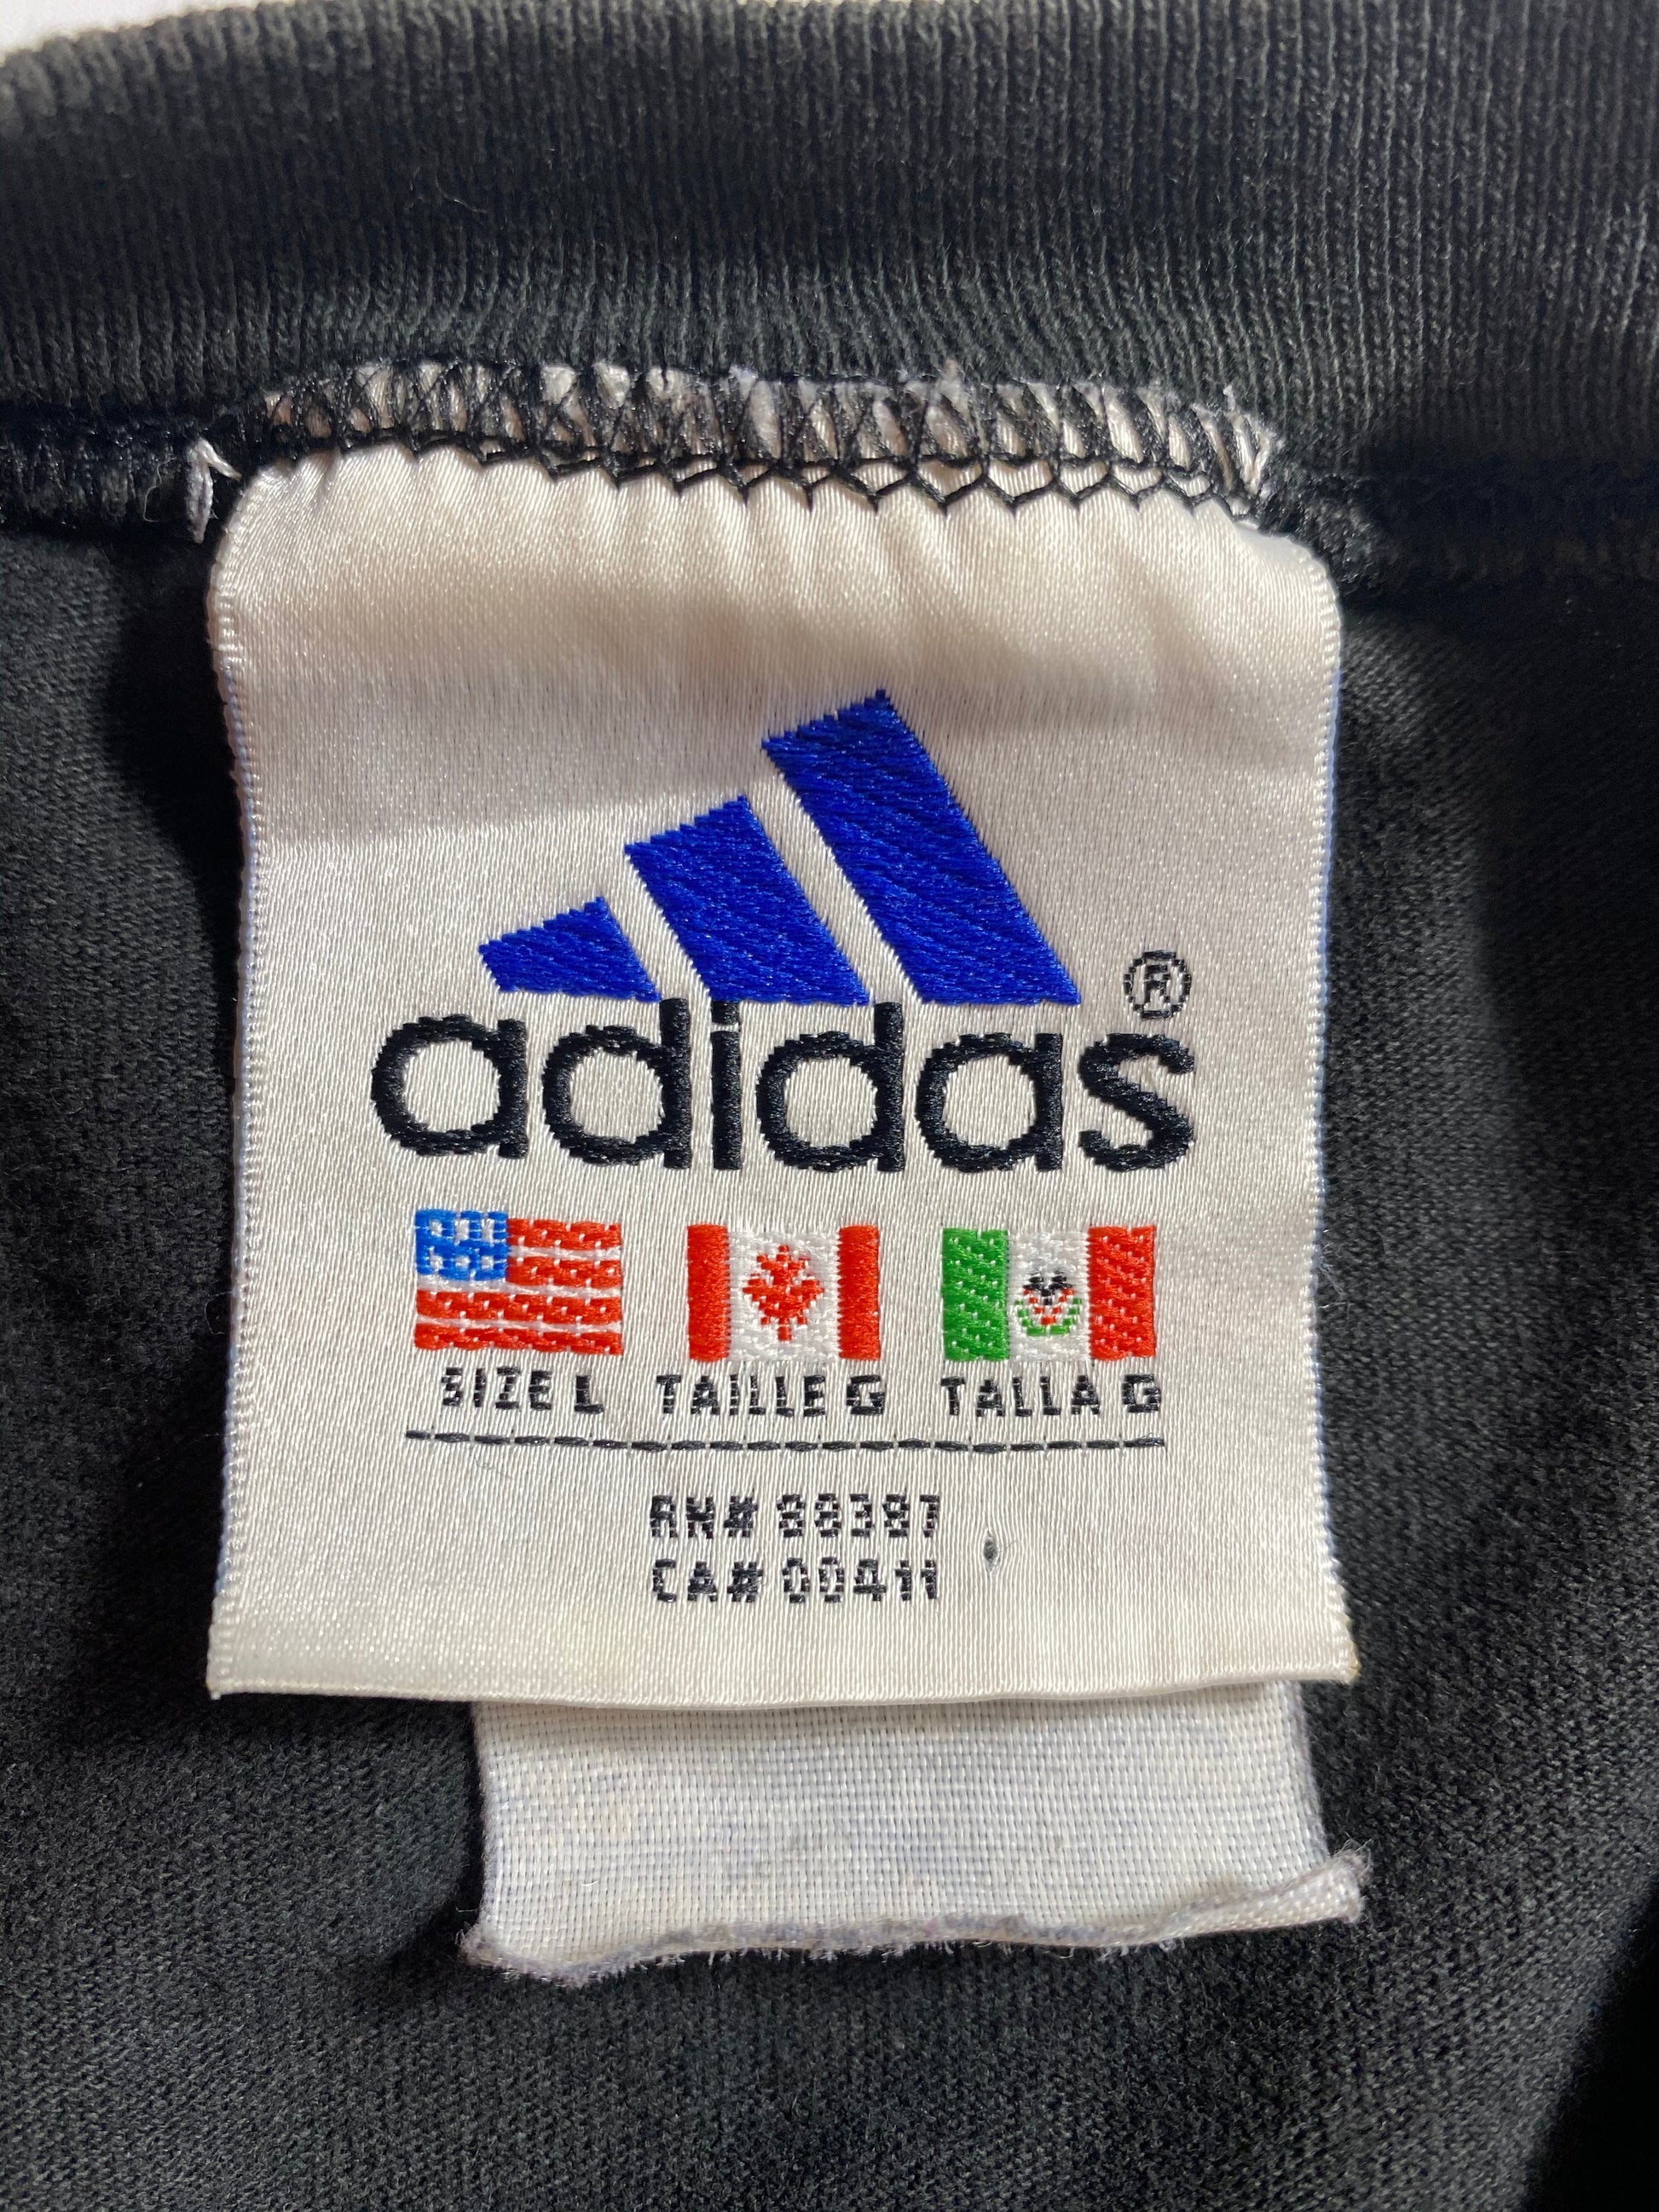 adidas®
SIZE L TAILLE G TALLA G
RN# 88387
CA# 00411